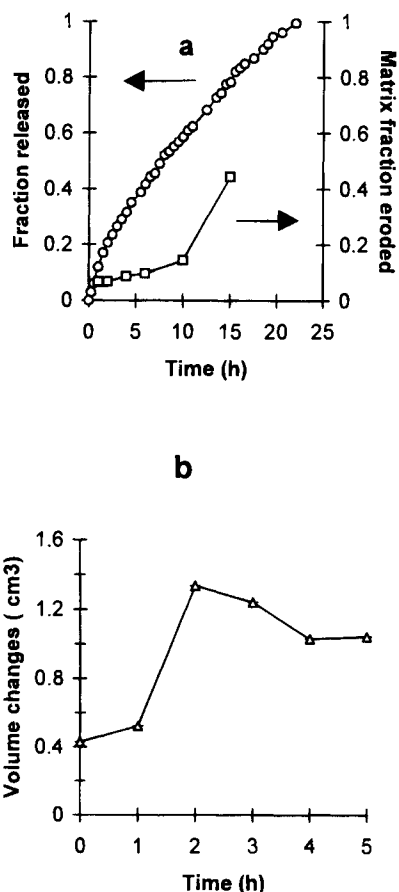 a
1
0.8
0.6
0.4
0.2
0
Fraction released
1
0.8
0.6
0.4
0.2
0
Matrix fraction eroded
0 5 10 15 20 25
Time (h)
b
1.6
1.2
0.8
0.4
0
Volume changes ( cm3)
0 1 2 3 4 5
Time (h)